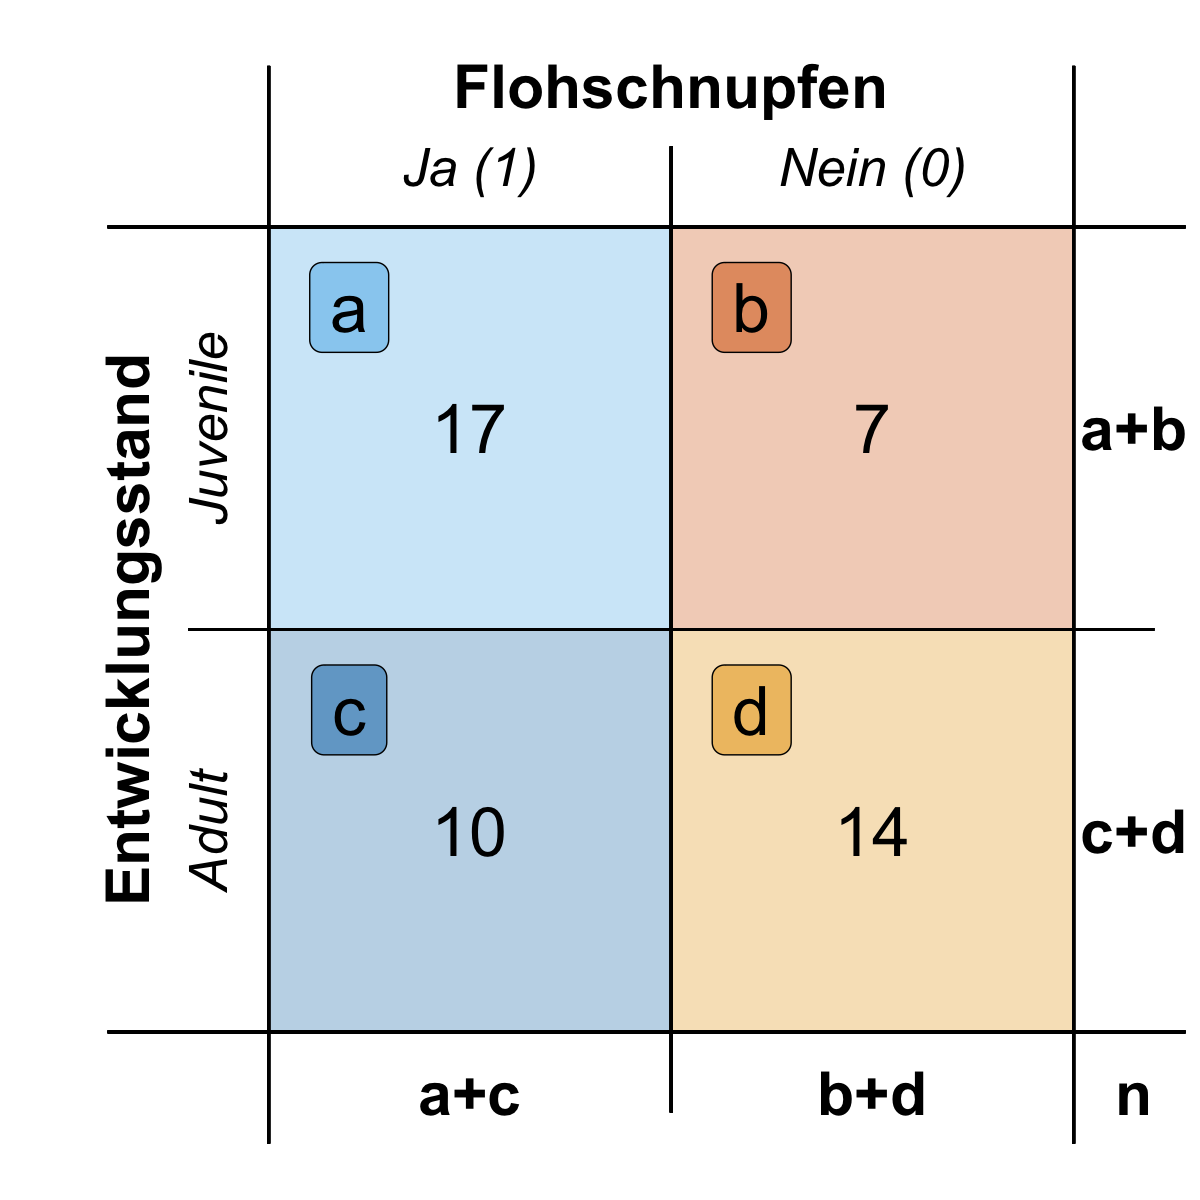 Flohschnupfen
Ja (1)
Nein (0)
Entwicklungsstand
Juvenile
a
17
b
7
a+b
Adult
c
10
d
14
c+d
a+c
b+d
n